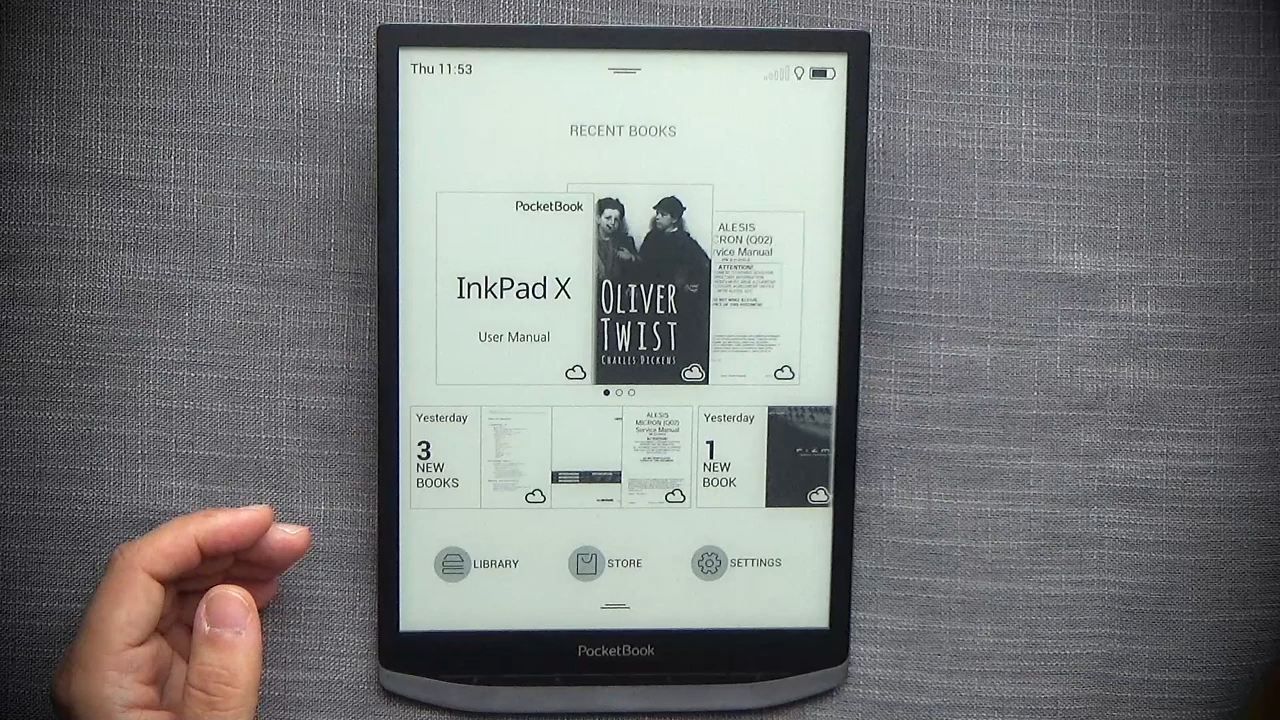 Thu 11:53
RECENT BOOKS
PocketBook
InkPad X
User Manual
OLIVER
TWIST
CHARLES DICKENS
ALESIS
CRON (Q02)
rvice Manual
ATTENTION!
Yesterday
3
NEW
BOOKS
ALESIS
MICRON (Q02)
Service Manual
Yesterday
1
NEW
BOOK
LIBRARY
STORE
SETTINGS
PocketBook